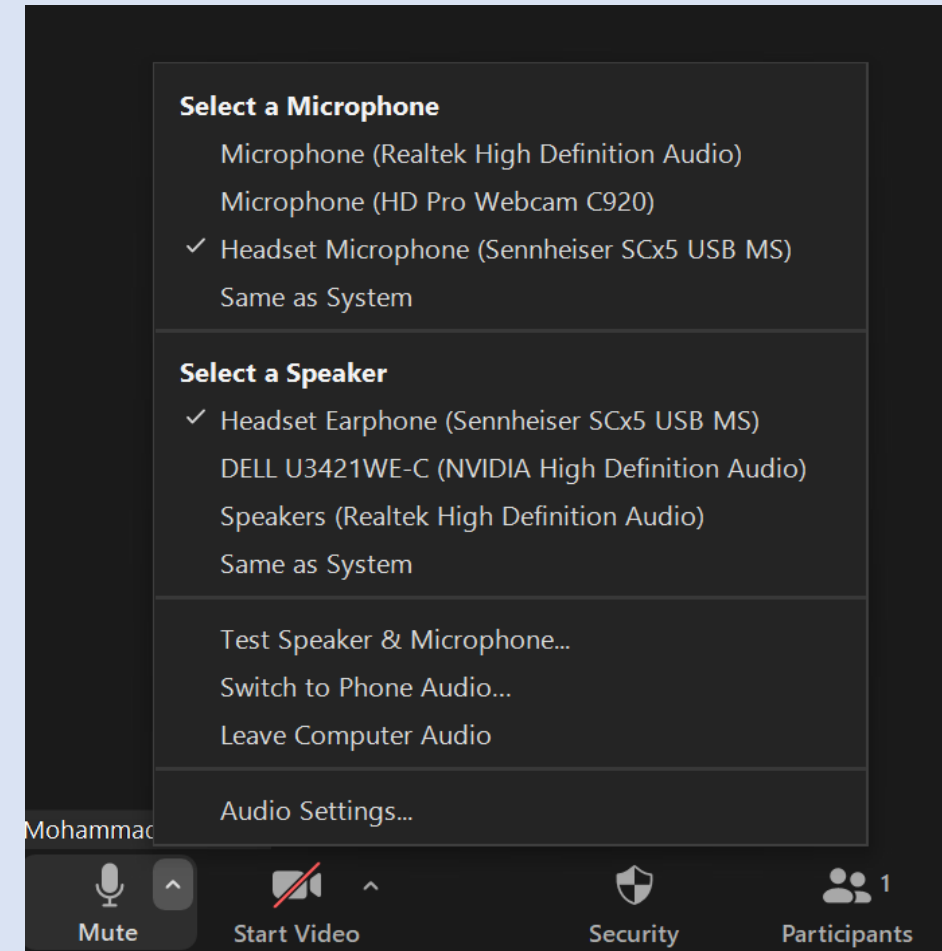 Select a Microphone
Microphone (Realtek High Definition Audio)
Microphone (HD Pro Webcam C920)
Headset Microphone (Sennheiser SCx5 USB MS)
Same as System
Select a Speaker
Headset Earphone (Sennheiser SCx5 USB MS)
DELL U3421WE-C (NVIDIA High Definition Audio)
Speakers (Realtek High Definition Audio)
Same as System
Test Speaker & Microphone...
Switch to Phone Audio...
Leave Computer Audio
Audio Settings...
Mohammad
1
Mute Start Video Security Participants